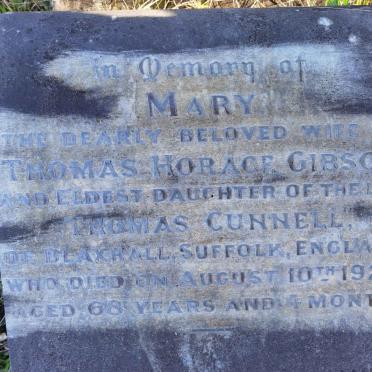 In Memory of
MARY
THE DEARLY BELOVED WIFE
THOMAS HORACE GIBSO
AND ELDEST DAUGHTER OF THE L
THOMAS CUNNELL,
OF BLAXHALL, SUFFOLK, ENGLA
WHO DIED ON AUGUST 10TH 192
AGED 68 YEARS AND 4 MONT